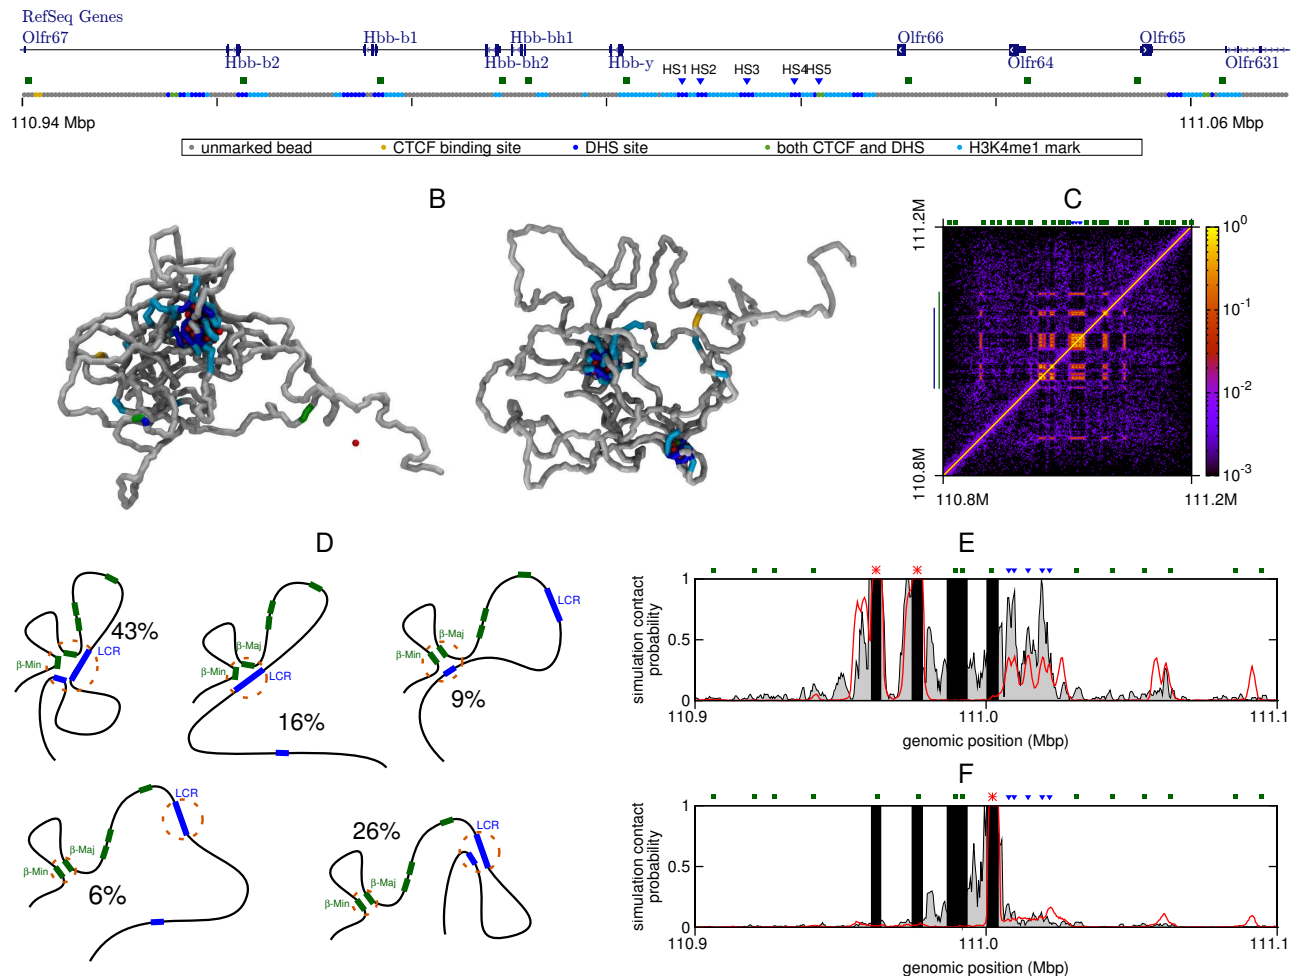 RefSeq Genes
Olfr67 Hbb-b1 Hbb-bh1 Olfr66 Olfr65
Hbb-b2 Hbb-bh2 Hbb-y Olfr64 Olfr631
HS1 HS2 HS3 HS4 HS5
110.94 Mbp 111.06 Mbp
unmarked bead CTCF binding site DHS site both CTCF and DHS H3K4me1 mark
B
C
111.2M
110.8M
110.8M 111.2M
10^0
10^-1
10^-2
10^-3
D
43%
β-Min
LCR
β-Maj
β-Min
LCR
16%
LCR
β-Maj
β-Min
9%
LCR
β-Maj
β-Min
6%
26%
LCR
β-Maj
β-Min
E
simulation contact
probability
1
0.5
0
110.9 111.0 111.1
genomic position (Mbp)
F
simulation contact
probability
1
0.5
0
110.9 111.0 111.1
genomic position (Mbp)